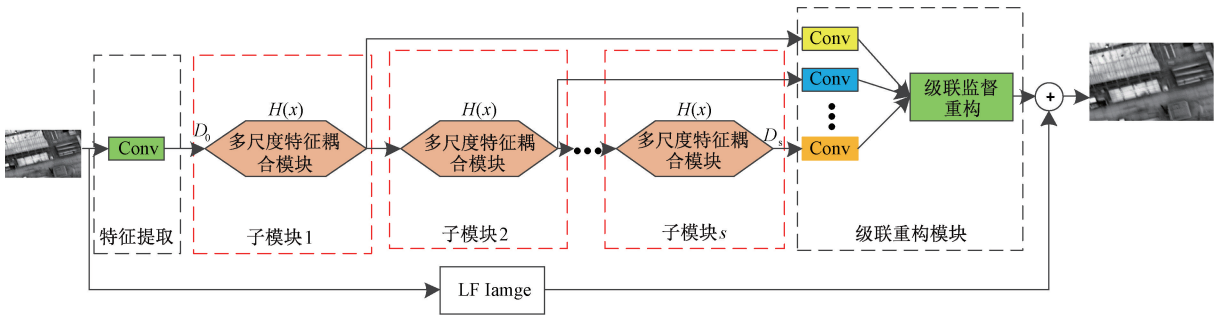 Conv
D₀
H(x)
多尺度特征耦
合模块
H(x)
多尺度特征耦
合模块
H(x)
多尺度特征耦
合模块
Dₛ
Conv
Conv
Conv
级联监督
重构
+
特征提取
子模块1
子模块2
子模块s
级联重构模块
LF Iamge